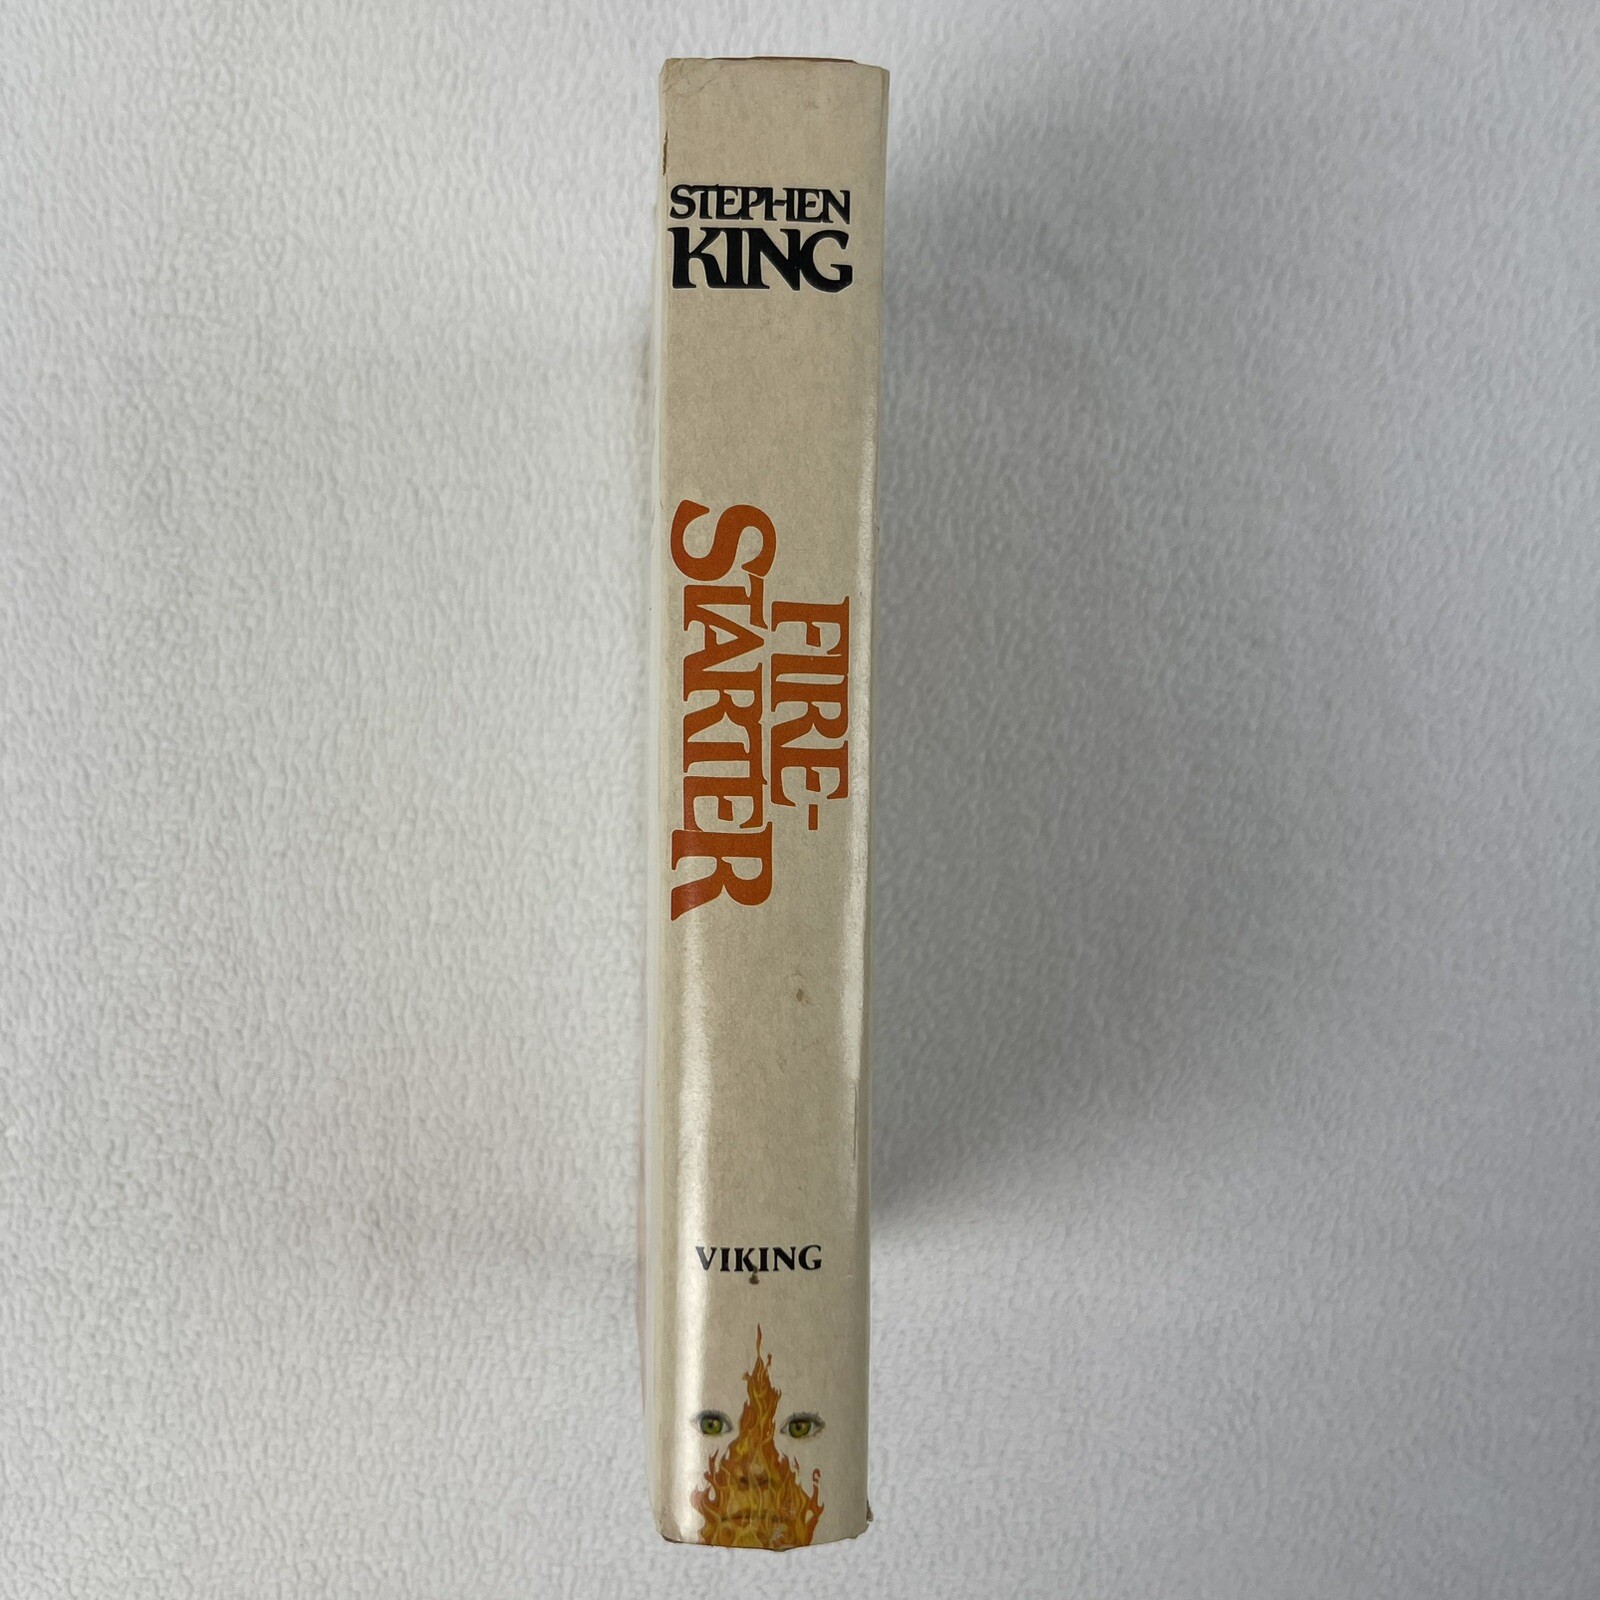 STEPHEN
KING
FIRE-
STARTER
VIKING